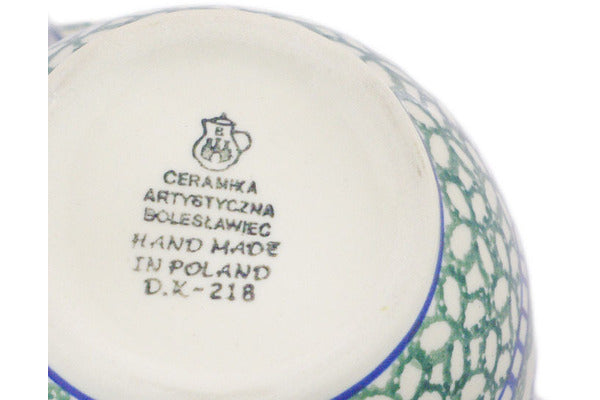 B
CERAMIKA
ARTYSTYCZNA
BOLESŁAWIEC
HAND MADE
IN POLAND
D.K-218